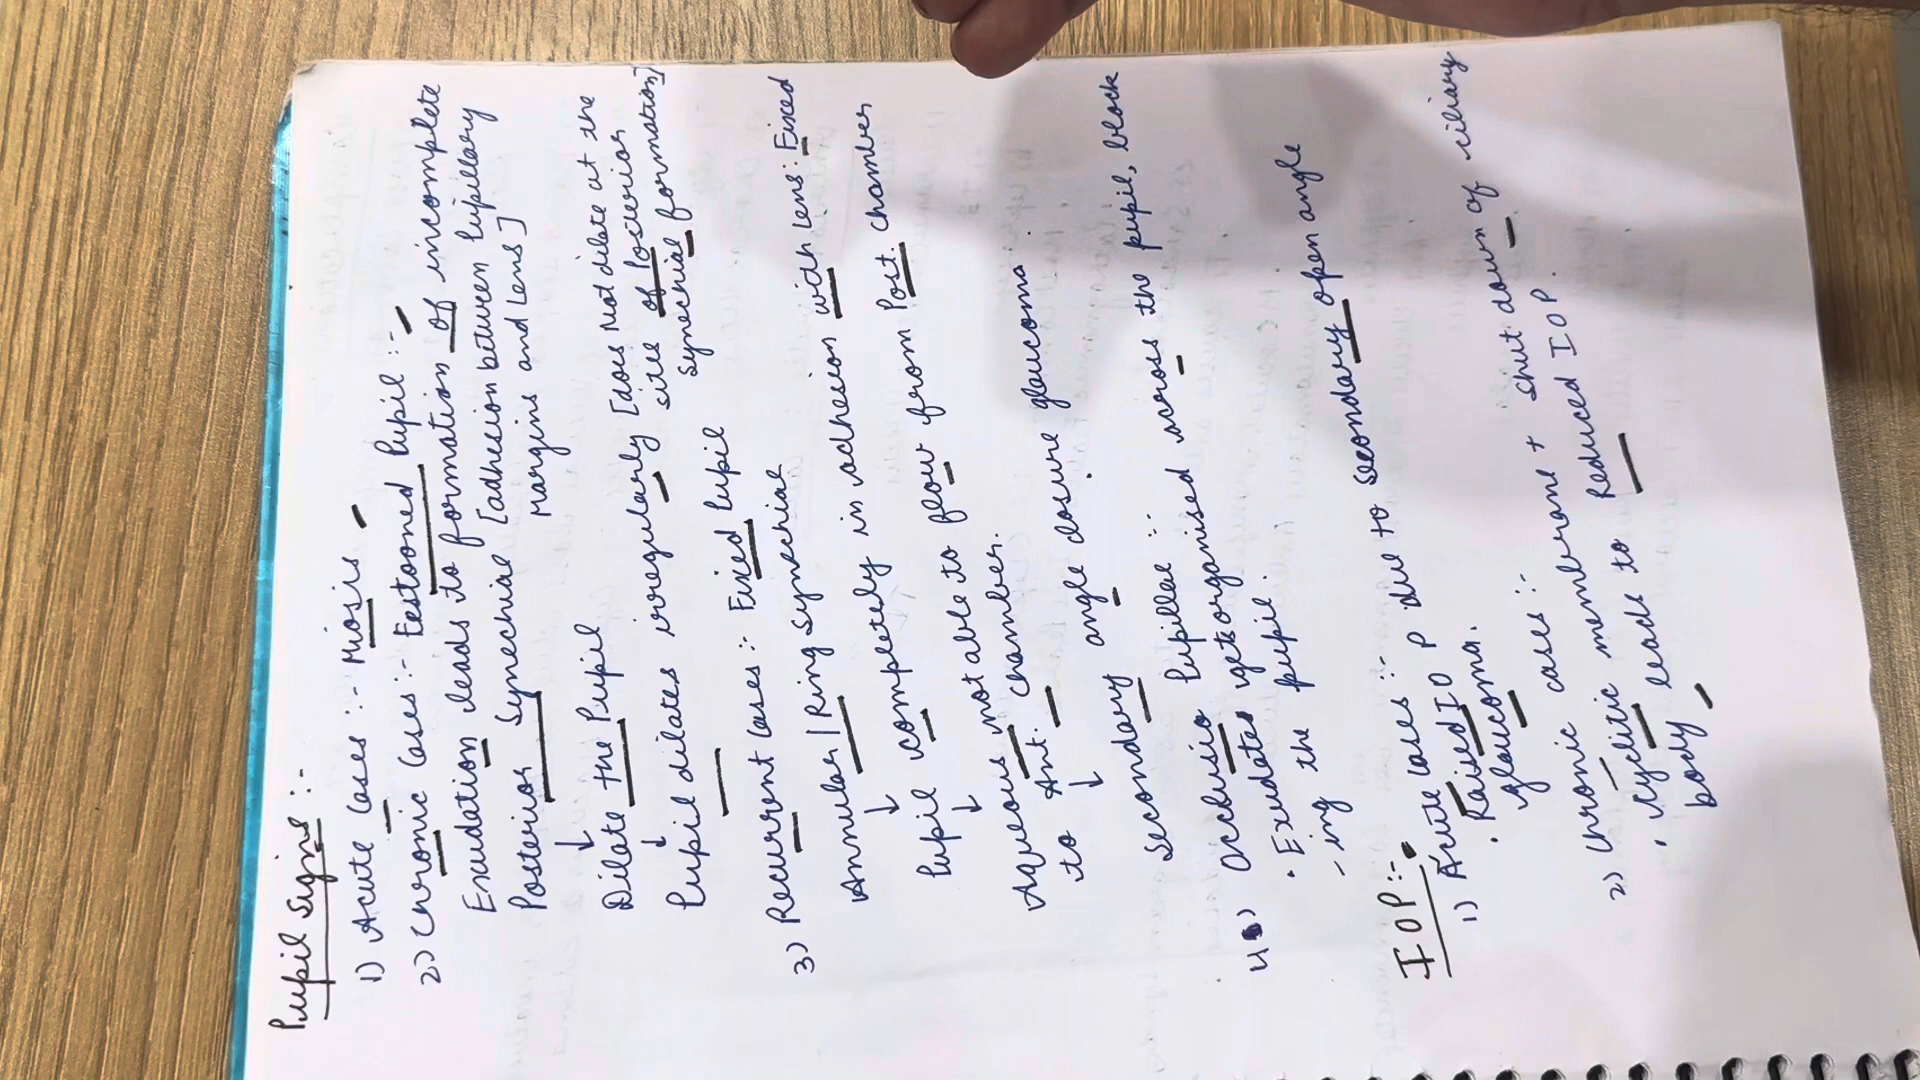 Pupil Signs :-
1) Acute Cases :- Miosis
2) Chronic Cases :- Festooned Pupil :-
Exudation leads to formation of incomplete
Posterior Synechiae [adhesion between pupillary
margins and lens]
↓
Dilate the Pupil
↓
Pupil dilates irregularly [does not dilate at the
site of Posterior
Synechiae formation]
Fixed Pupil
3) Recurrent Cases :- 
Annular / Ring Synechiae
↓
Pupil completely in adhesion with lens : Fixed
↓
Aqueous not able to flow from Post. chamber
to Ant. chamber.
↓
Secondary angle closure glaucoma.
4) Occlusio Pupillae :-
. Exudates gets organised across the pupil, block
-ing the pupil.
IOP :-
1) Acute Cases :-
. Raised IOP due to secondary open angle
glaucoma.
2) Chronic cases :-
. Cyclitic membrane + shut down of ciliary
body leads to Reduced IOP.